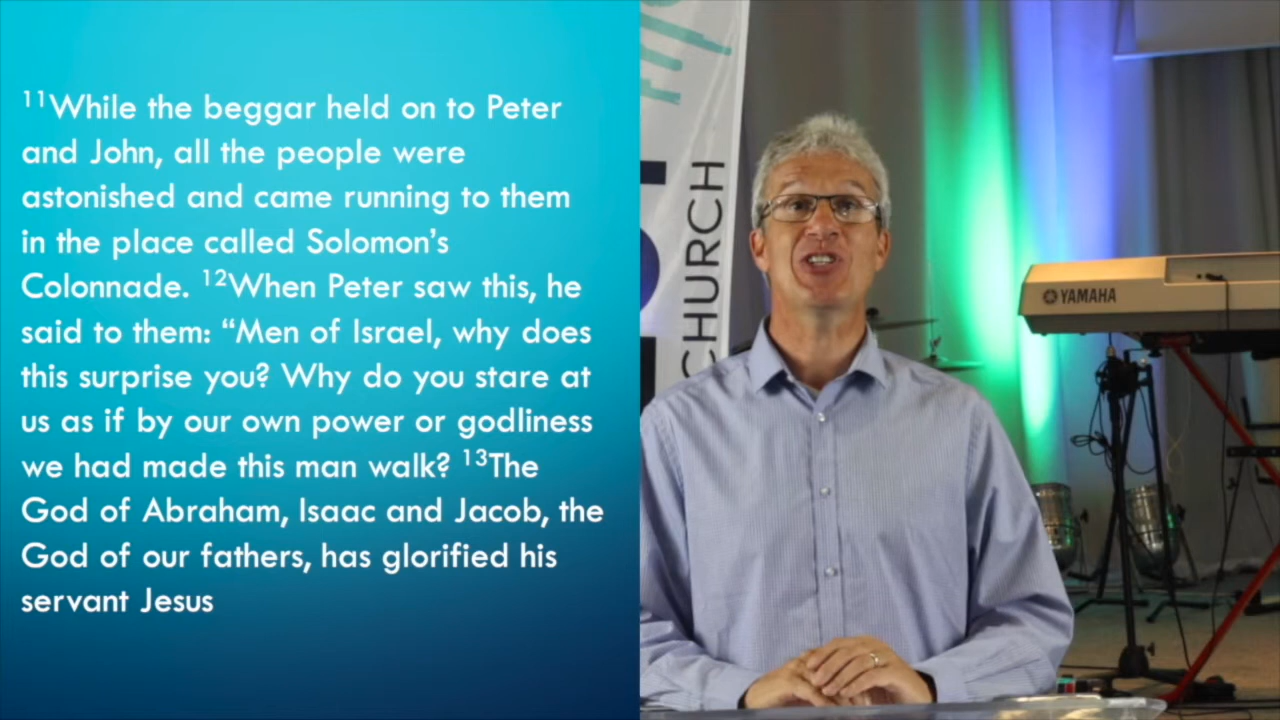 ¹¹While the beggar held on to Peter
and John, all the people were
astonished and came running to them
in the place called Solomon’s
Colonnade. ¹²When Peter saw this, he
said to them: “Men of Israel, why does
this surprise you? Why do you stare at
us as if by our own power or godliness
we had made this man walk? ¹³The
God of Abraham, Isaac and Jacob, the
God of our fathers, has glorified his
servant Jesus
CHURCH
YAMAHA